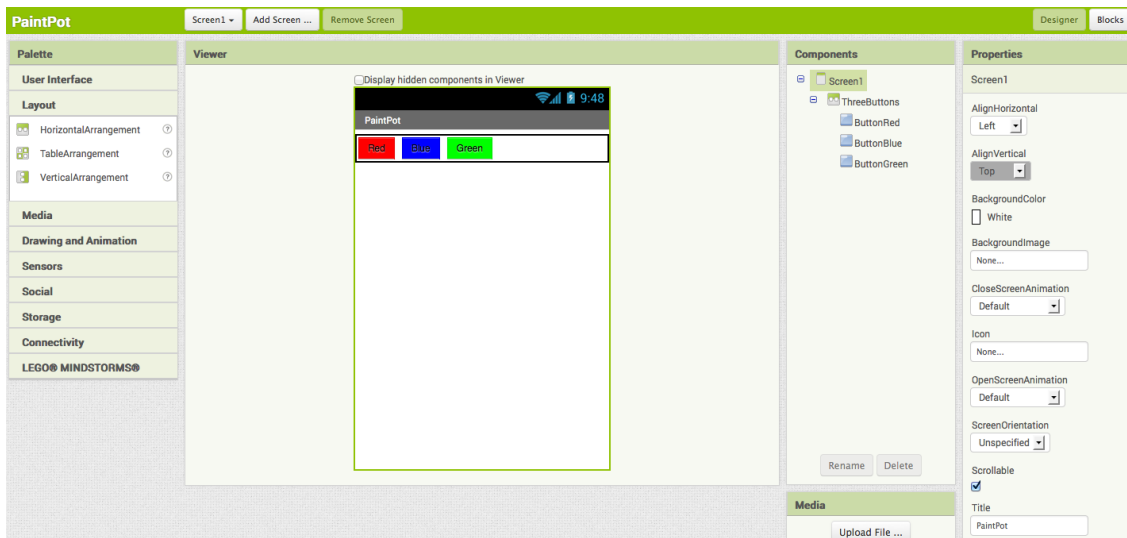 PaintPot
Screen1
Add Screen ...
Remove Screen
Designer
Blocks
Palette
User Interface
Layout
HorizontalArrangement
TableArrangement
VerticalArrangement
Media
Drawing and Animation
Sensors
Social
Storage
Connectivity
LEGO® MINDSTORMS®
Viewer
Display hidden components in Viewer
9:48
PaintPot
Red
Blue
Green
Components
Screen1
ThreeButtons
ButtonRed
ButtonBlue
ButtonGreen
Rename
Delete
Media
Upload File ...
Properties
Screen1
AlignHorizontal
Left
AlignVertical
Top
BackgroundColor
White
BackgroundImage
None...
CloseScreenAnimation
Default
Icon
None...
OpenScreenAnimation
Default
ScreenOrientation
Unspecified
Scrollable
Title
PaintPot